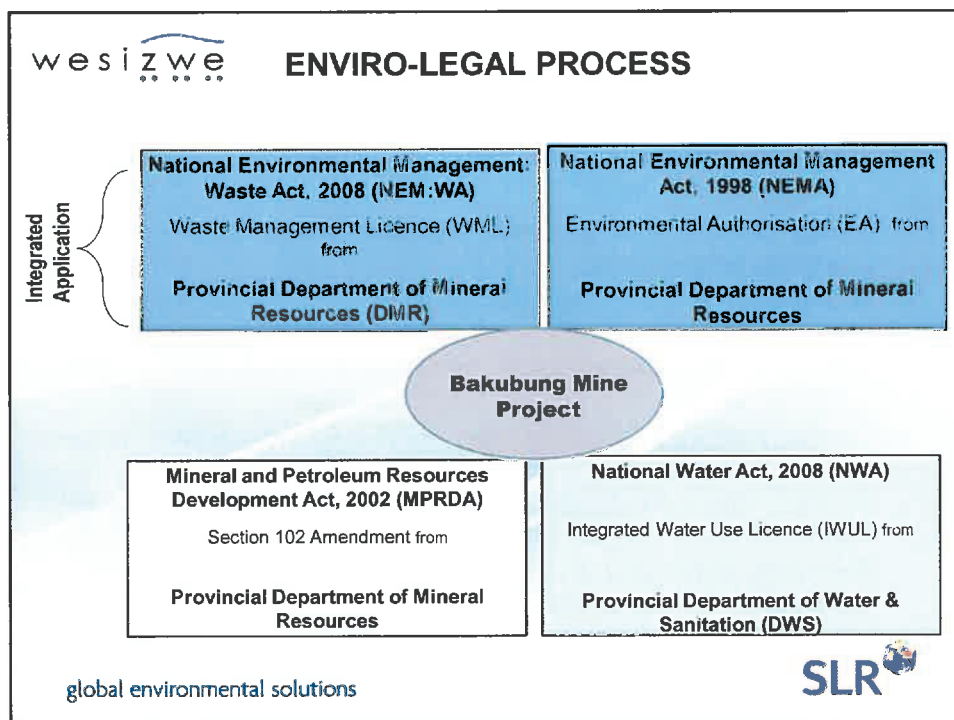 wesizwe
ENVIRO-LEGAL PROCESS
Integrated
Application
National Environmental Management:
Waste Act, 2008 (NEM:WA)
Waste Management Licence (WML)
from
Provincial Department of Mineral
Resources (DMR)
National Environmental Management
Act, 1998 (NEMA)
Environmental Authorisation (EA) from
Provincial Department of Mineral
Resources
Bakubung Mine
Project
Mineral and Petroleum Resources
Development Act, 2002 (MPRDA)
Section 102 Amendment from
Provincial Department of Mineral
Resources
National Water Act, 2008 (NWA)
Integrated Water Use Licence (IWUL) from
Provincial Department of Water &
Sanitation (DWS)
global environmental solutions
SLR